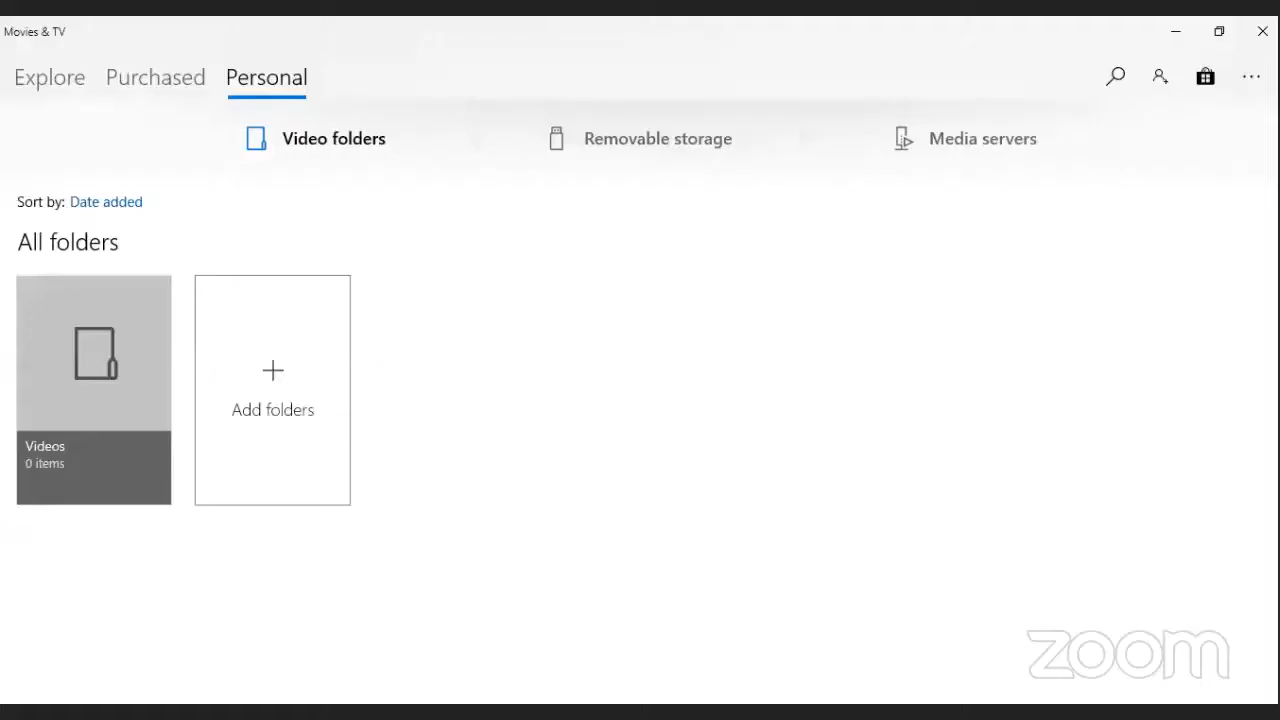 Movies & TV
Explore Purchased Personal
Video folders Removable storage Media servers
Sort by: Date added
All folders
Add folders
Videos
0 items
zoom